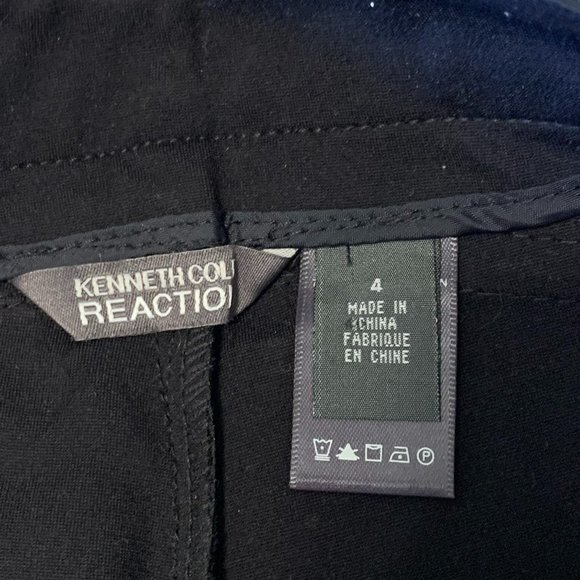 KENNETH COL
REACTIO
4
MADE IN
CHINA
FABRIQUE
EN CHINE
N
P